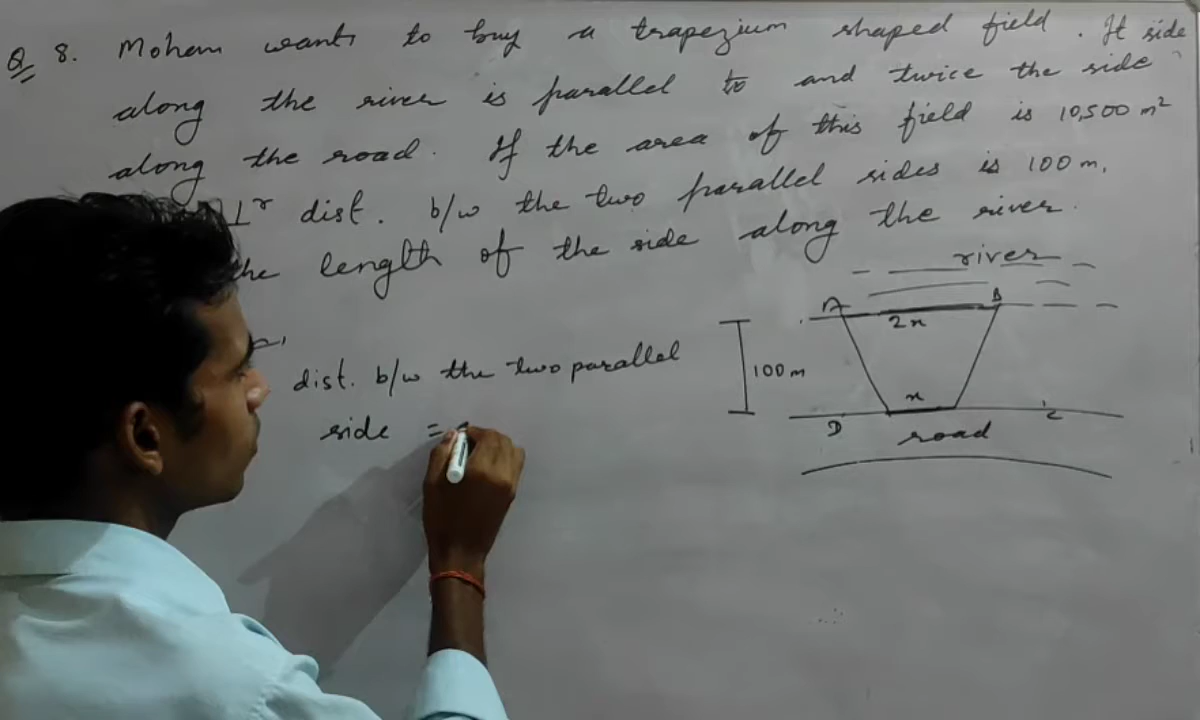 Q 8. Mohan wants to buy a trapezium shaped field. It side
along the river is parallel to and twice the side
along the road. If the area of this field is 10,500 m²
⊥r dist. b/w the two parallel sides is 100 m.
the length of the side along the river.
river
A B
2x
dist. b/w the two parallel
100 m
side =
x
D C
road